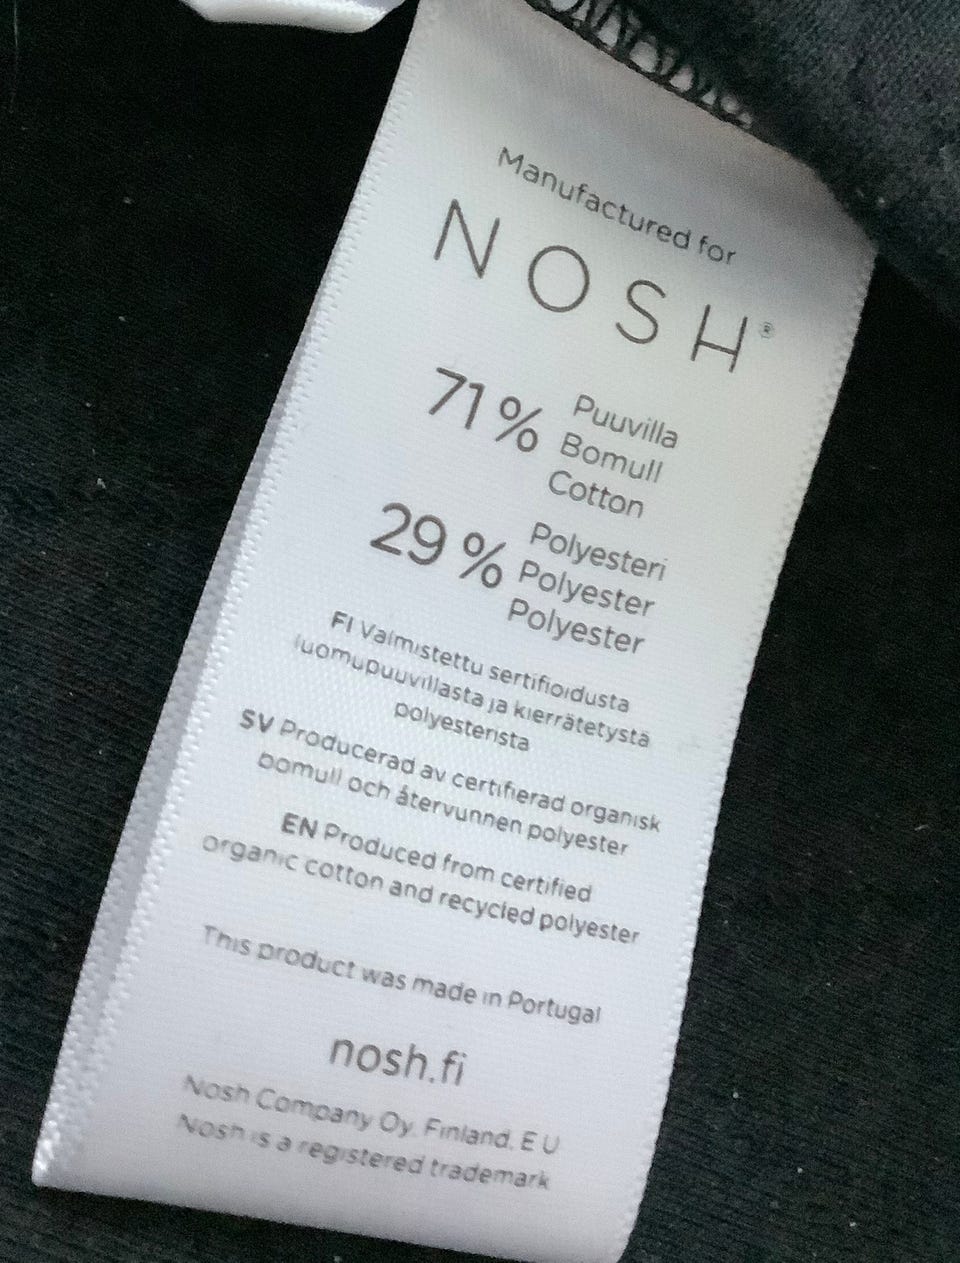 Manufactured for
NOSH®
71% Puuvilla
Bomull
Cotton
29% Polyesteri
Polyester
Polyester
FI Valmistettu sertifioidusta
luomupuuvillasta ja kierrätetystä
polyesterista
SV Producerad av certifierad organisk
bomull och återvunnen polyester
EN Produced from certified
organic cotton and recycled polyester
This product was made in Portugal
nosh.fi
Nosh Company Oy. Finland. E U
Nosh is a registered trademark